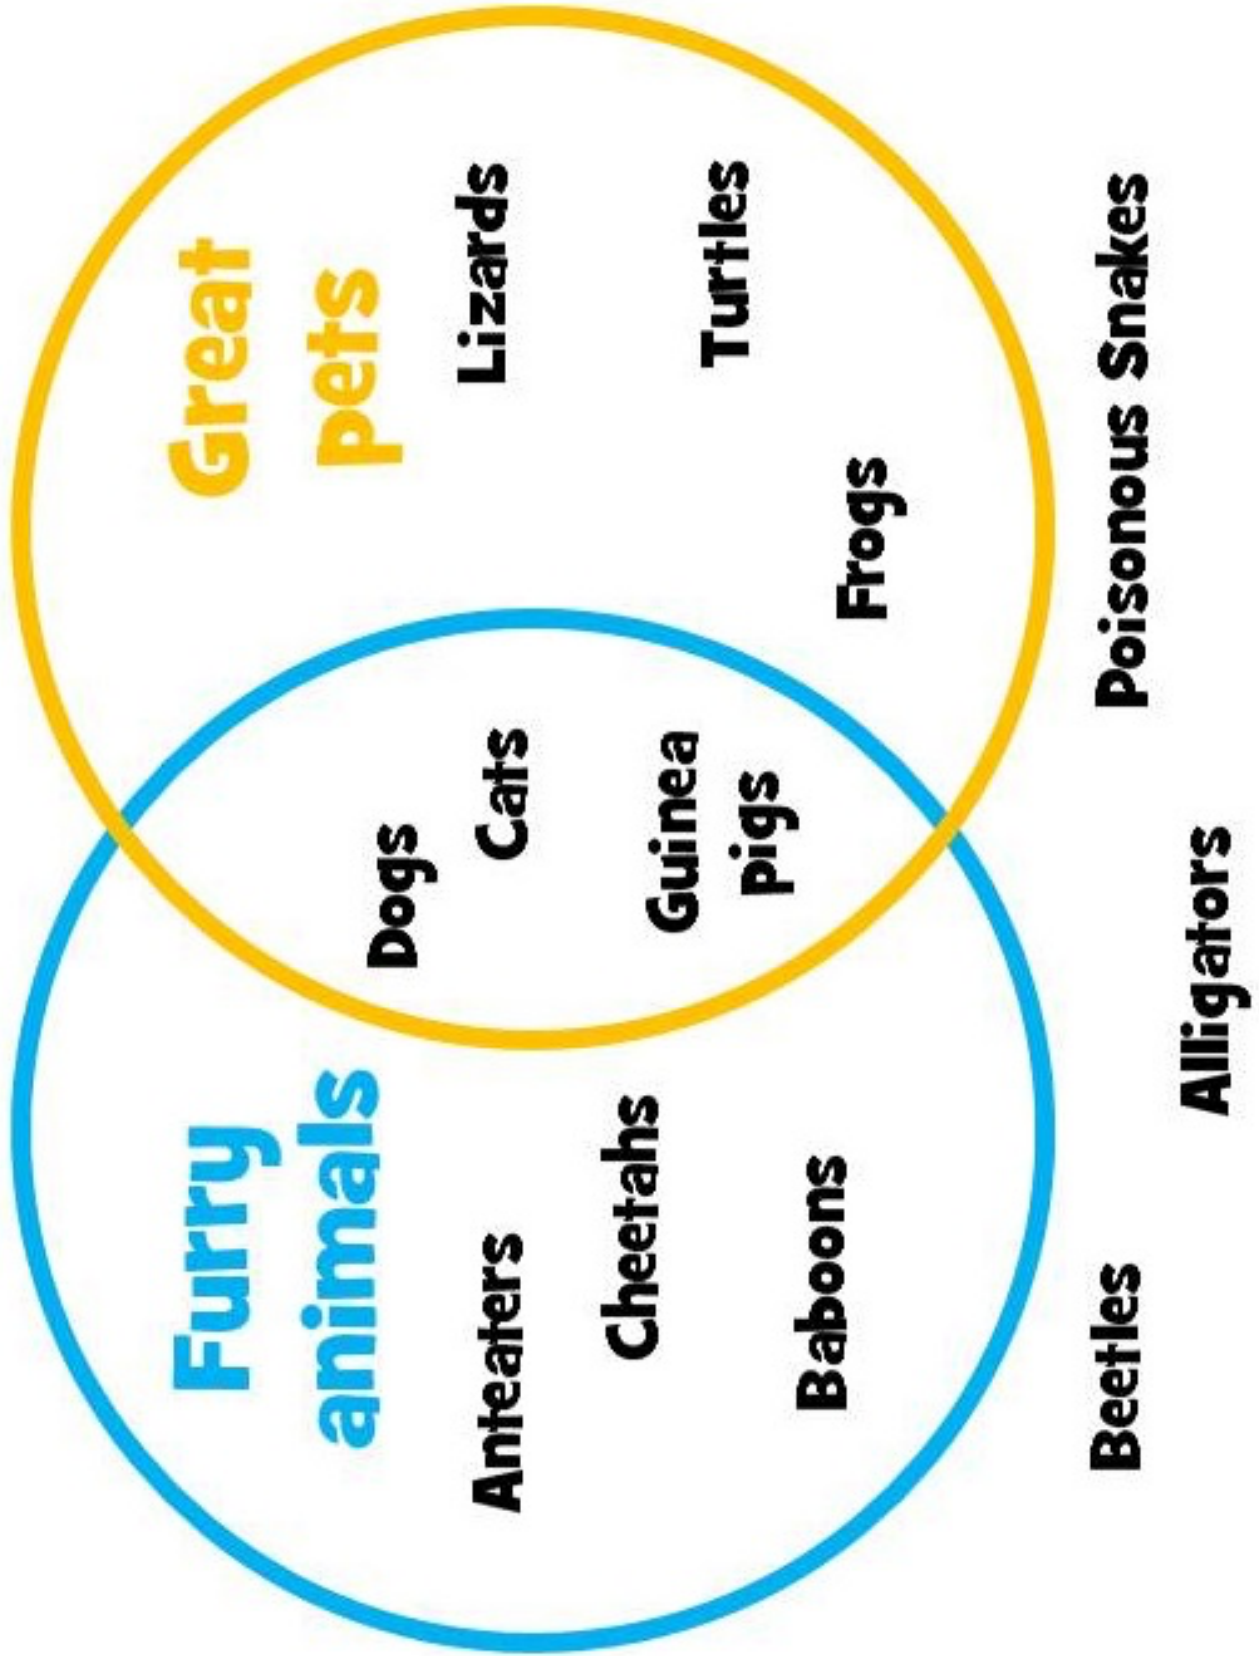 Furry
animals
Great
pets
Anteaters
Cheetahs
Baboons
Dogs
Cats
Guinea
pigs
Lizards
Turtles
Frogs
Beetles
Alligators
Poisonous Snakes